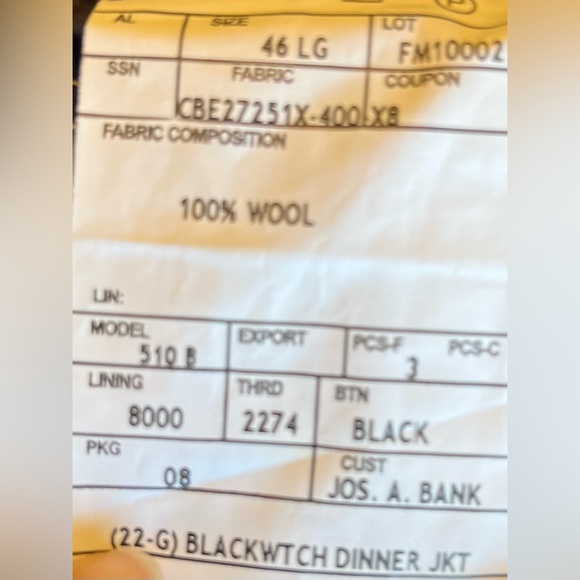 AL SIZE LOT
46 LG FM10002
SSN FABRIC COUPON
CBE27251X-400-X8
FABRIC COMPOSITION
100% WOOL
LIN:
MODEL EXPORT PCS-F PCS-C
510 B 3
LINING THRD BTN
8000 2274 BLACK
PKG CUST
08 JOS. A. BANK
(22-G) BLACKWTCH DINNER JKT